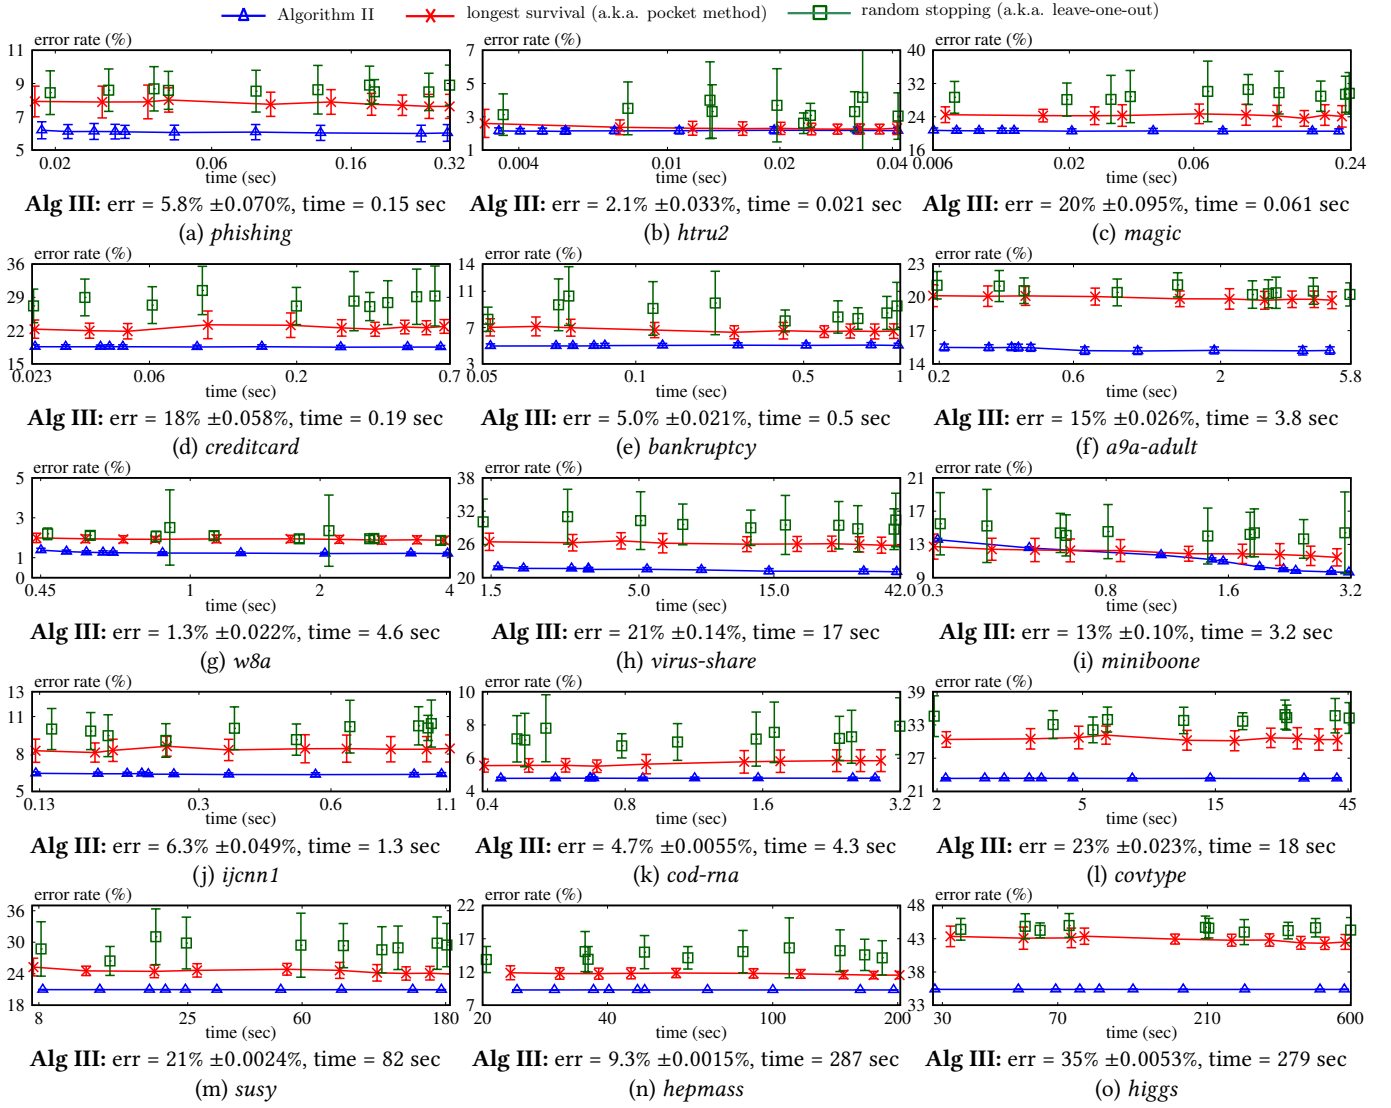 Algorithm II longest survival (a.k.a. pocket method) random stopping (a.k.a. leave-one-out)
error rate (%) error rate (%) error rate (%)
11 7 40
9 5 32
7 3 24
5 1 16
0.02 0.06 0.16 0.32 0.004 0.01 0.02 0.04 0.006 0.02 0.06 0.24
time (sec) time (sec) time (sec)
Alg III: err = 5.8% ±0.070%, time = 0.15 sec Alg III: err = 2.1% ±0.033%, time = 0.021 sec Alg III: err = 20% ±0.095%, time = 0.061 sec
(a) phishing (b) htru2 (c) magic
error rate (%) error rate (%) error rate (%)
36 14 23
29 10 20
22 7 17
15 3 14
0.023 0.06 0.2 0.7 0.05 0.1 0.5 1 0.2 0.6 2 5.8
time (sec) time (sec) time (sec)
Alg III: err = 18% ±0.058%, time = 0.19 sec Alg III: err = 5.0% ±0.021%, time = 0.5 sec Alg III: err = 15% ±0.026%, time = 3.8 sec
(d) creditcard (e) bankruptcy (f) a9a-adult
error rate (%) error rate (%) error rate (%)
5 38 21
3 32 17
2 26 13
0 20 9
0.45 1 2 4 1.5 5.0 15.0 42.0 0.3 0.8 1.6 3.2
time (sec) time (sec) time (sec)
Alg III: err = 1.3% ±0.022%, time = 4.6 sec Alg III: err = 21% ±0.14%, time = 17 sec Alg III: err = 13% ±0.10%, time = 3.2 sec
(g) w8a (h) virus-share (i) miniboone
error rate (%) error rate (%) error rate (%)
13 10 39
11 8 33
8 6 27
5 4 21
0.13 0.3 0.6 1.1 0.4 0.8 1.6 3.2 2 5 15 45
time (sec) time (sec) time (sec)
Alg III: err = 6.3% ±0.049%, time = 1.3 sec Alg III: err = 4.7% ±0.0055%, time = 4.3 sec Alg III: err = 23% ±0.023%, time = 18 sec
(j) ijcnn1 (k) cod-rna (l) covtype
error rate (%) error rate (%) error rate (%)
36 22 48
30 17 43
24 12 38
18 7 33
8 25 60 180 20 40 100 200 30 70 210 600
time (sec) time (sec) time (sec)
Alg III: err = 21% ±0.0024%, time = 82 sec Alg III: err = 9.3% ±0.0015%, time = 287 sec Alg III: err = 35% ±0.0053%, time = 279 sec
(m) susy (n) hepmass (o) higgs